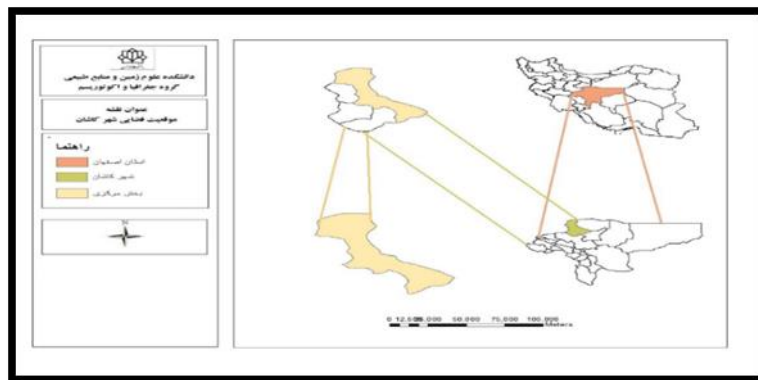 دانشکده علوم زمین و منابع طبیعی
گروه جغرافیا و اکوتوریسم
عنوان نقشه
موقعیت فضایی شهر کاشان
راهنما
استان اصفهان
شهر کاشان
بخش مرکزی
N
50,000 75,000 100,000
Meters